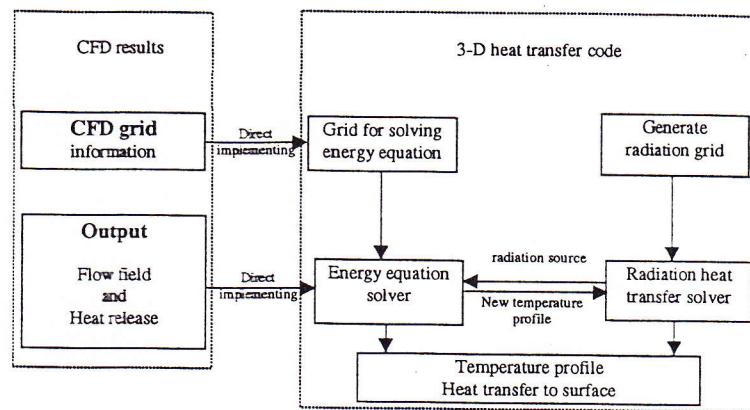 CFD results
3-D heat transfer code
CFD grid
information
Direct
implementing
Grid for solving
energy equation
Generate
radiation grid
Output
Flow field
and
Heat release
Direct
implementing
Energy equation
solver
radiation source
New temperature
profile
Radiation heat
transfer solver
Temperature profile
Heat transfer to surface